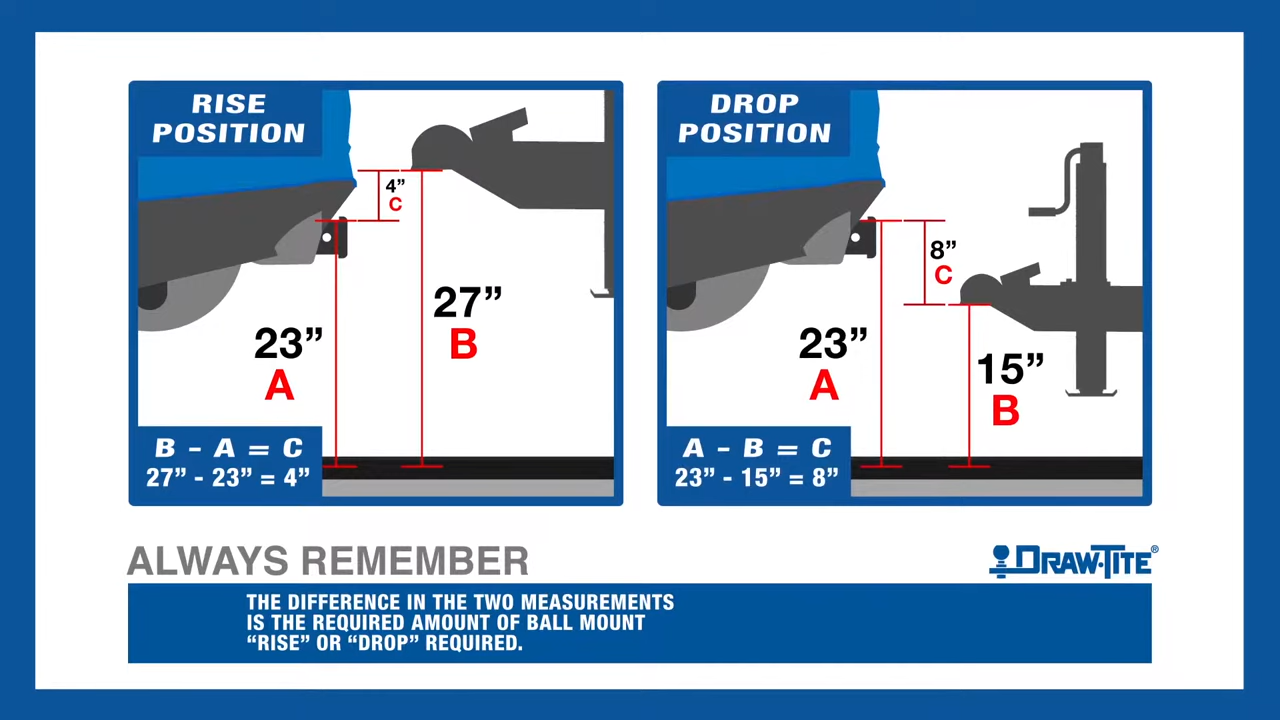 RISE
POSITION
4”
C
27”
B
23”
A
B - A = C
27” - 23” = 4”
DROP
POSITION
8”
C
23”
A
15”
B
A - B = C
23” - 15” = 8”
ALWAYS REMEMBER
DRAW·TITE®
THE DIFFERENCE IN THE TWO MEASUREMENTS
IS THE REQUIRED AMOUNT OF BALL MOUNT
“RISE” OR “DROP” REQUIRED.